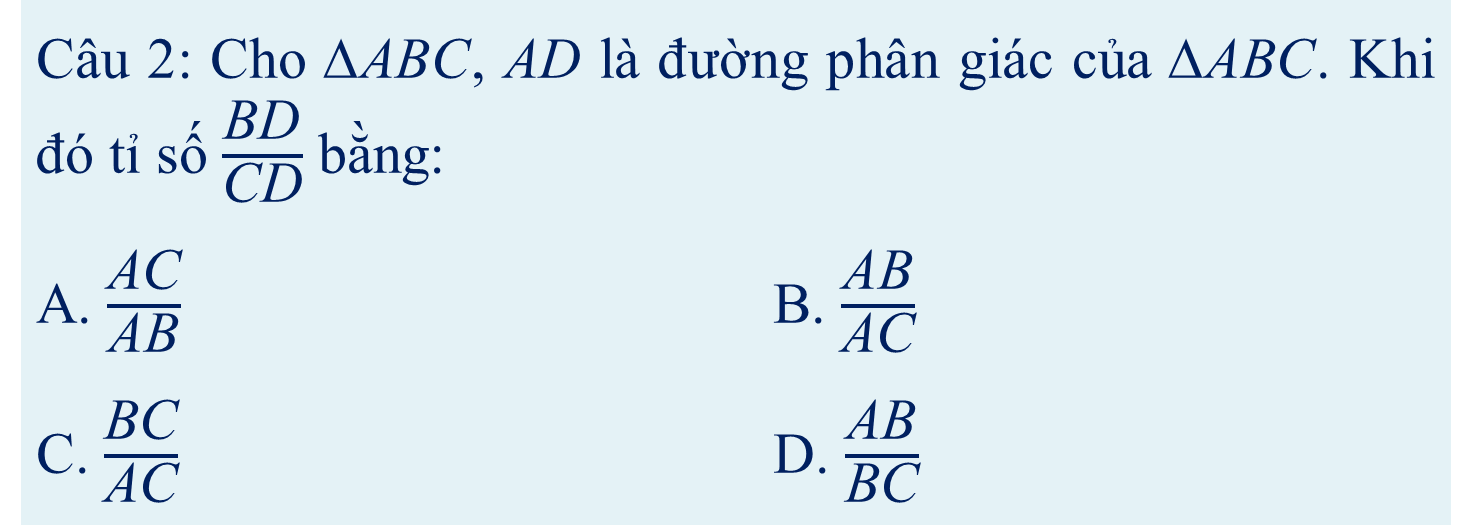 Câu 2: Cho ΔABC, AD là đường phân giác của ΔABC. Khi
đó tỉ số BD/CD bằng:
A. AC/AB B. AB/AC
C. BC/AC D. AB/BC